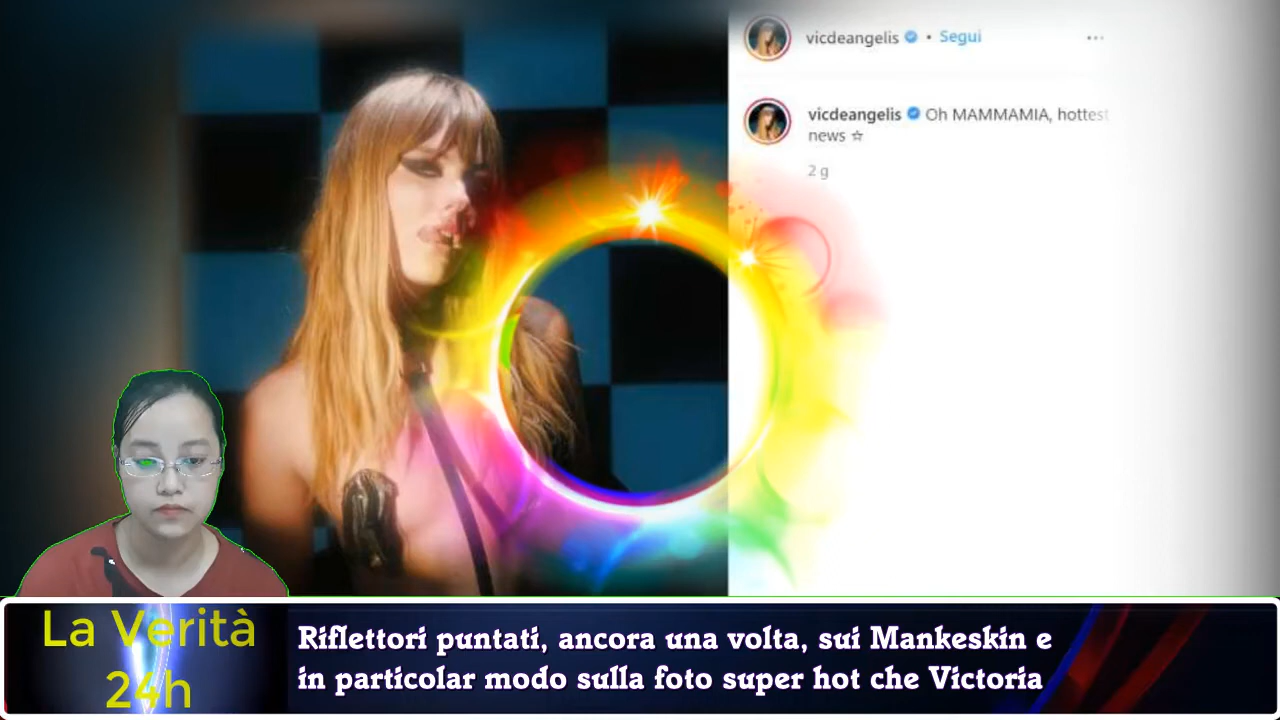 vicdeangelis • Segui
vicdeangelis Oh MAMMAMIA, hottest
news ☆
2 g
La Verità
24h
Riflettori puntati, ancora una volta, sui Mankeskin e
in particolar modo sulla foto super hot che Victoria